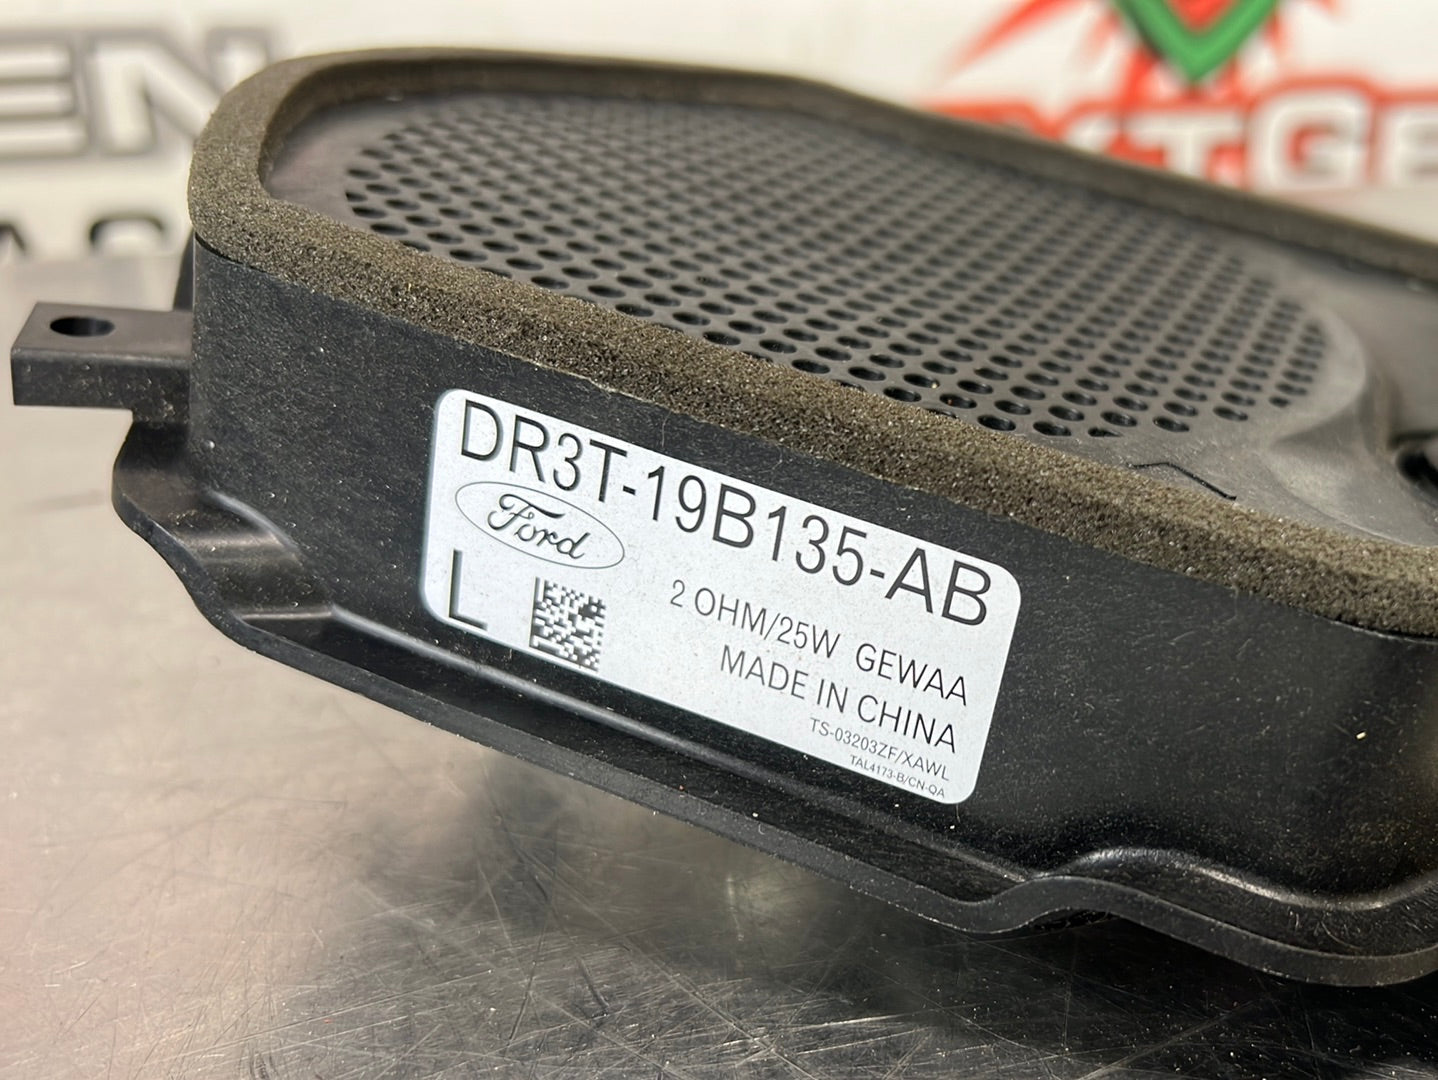 DR3T-19B135-AB
Ford
L
2 OHM/25W GEWAA
MADE IN CHINA
TS-03203ZF/XAWL
TAL4173-B/CN-QA